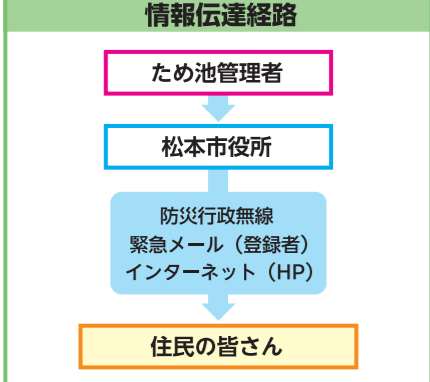 情報伝達経路
ため池管理者
松本市役所
防災行政無線
緊急メール（登録者）
インターネット（HP）
住民の皆さん